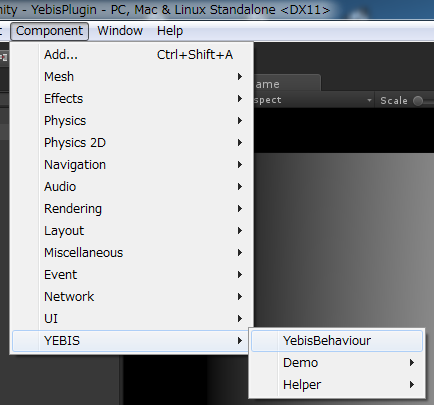 nity - YebisPlugin - PC, Mac & Linux Standalone <DX11>
Component Window Help
Add... Ctrl+Shift+A
Mesh
Effects
Physics
Physics 2D
Navigation
Audio
Rendering
Layout
Miscellaneous
Event
Network
UI
YEBIS
YebisBehaviour
Demo
Helper
ame
spect
Scale